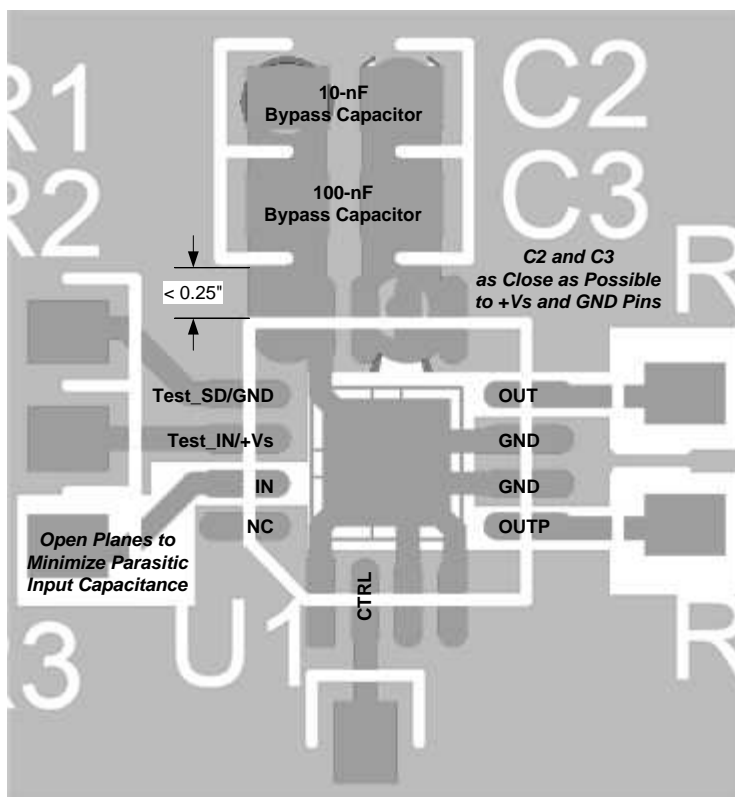 R1
R2
10-nF
Bypass Capacitor
100-nF
Bypass Capacitor
C2
C3
C2 and C3
as Close as Possible
to +Vs and GND Pins
R
< 0.25"
Test_SD/GND
Test_IN/+Vs
IN
NC
OUT
GND
GND
OUTP
CTRL
Open Planes to
Minimize Parasitic
Input Capacitance
U1
R3
R